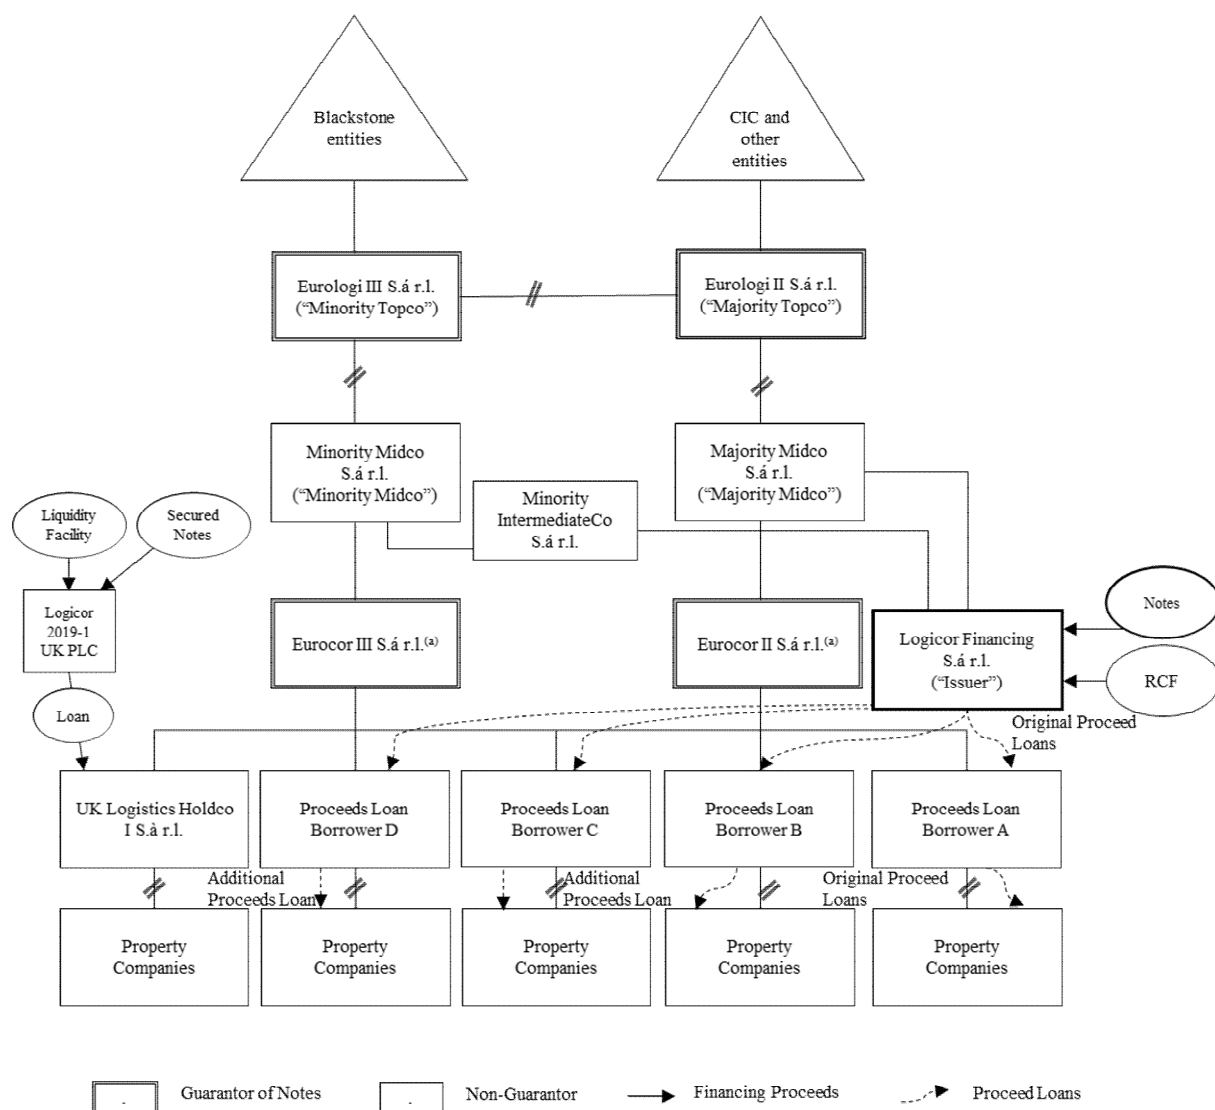 Blackstone
entities
CIC and
other
entities
Eurologi III S.á r.l.
(“Minority Topco”)
Eurologi II S.á r.l.
(“Majority Topco”)
Minority Midco
S.á r.l.
(“Minority Midco”)
Majority Midco
S.á r.l.
(“Majority Midco”)
Minority
IntermediateCo
S.á r.l.
Liquidity
Facility
Secured
Notes
Logicor
2019-1
UK PLC
Loan
Eurocor III S.á r.l.(a)
Eurocor II S.á r.l.(a)
Logicor Financing
S.á r.l.
(“Issuer”)
Notes
RCF
Original Proceed
Loans
UK Logistics Holdco
I S.à r.l.
Proceeds Loan
Borrower D
Proceeds Loan
Borrower C
Proceeds Loan
Borrower B
Proceeds Loan
Borrower A
Additional
Proceeds Loan
Additional
Proceeds Loan
Original Proceed
Loans
Property
Companies
Property
Companies
Property
Companies
Property
Companies
Property
Companies
Guarantor of Notes
Non-Guarantor
Financing Proceeds
Proceed Loans